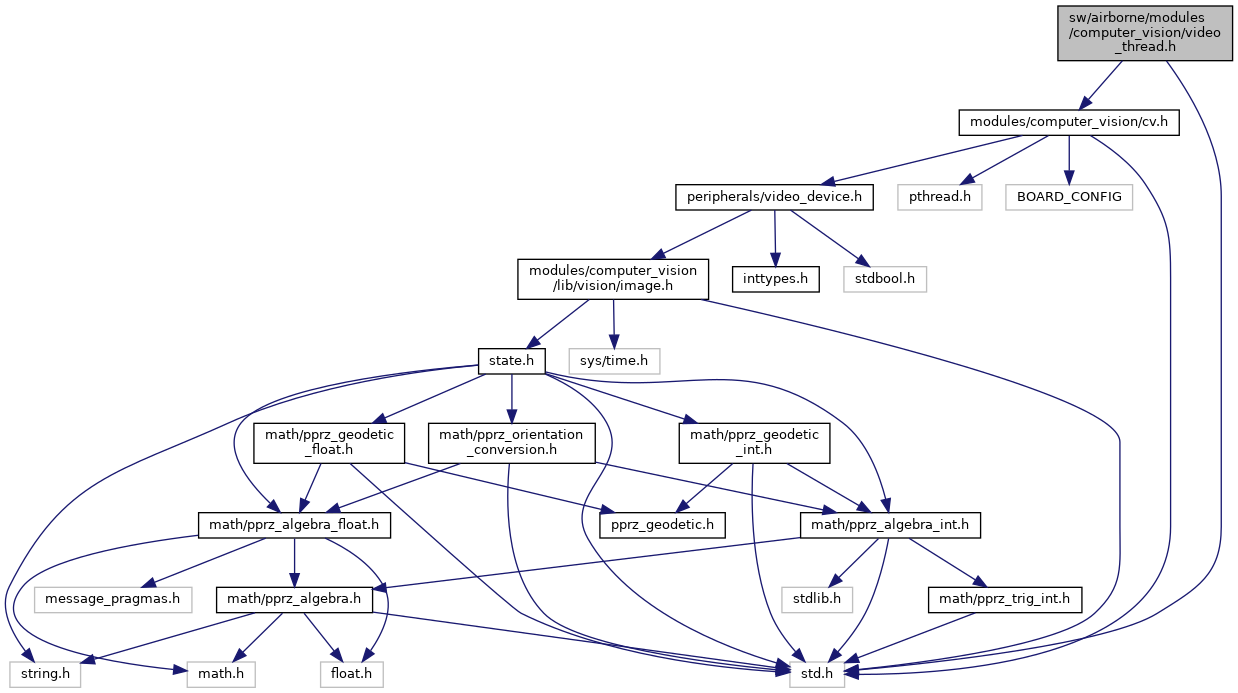 sw/airborne/modules
/computer_vision/video
_thread.h
modules/computer_vision/cv.h
peripherals/video_device.h
pthread.h
BOARD_CONFIG
modules/computer_vision
/lib/vision/image.h
inttypes.h
stdbool.h
state.h
sys/time.h
math/pprz_geodetic
_float.h
math/pprz_orientation
_conversion.h
math/pprz_geodetic
_int.h
math/pprz_algebra_float.h
pprz_geodetic.h
math/pprz_algebra_int.h
message_pragmas.h
math/pprz_algebra.h
stdlib.h
math/pprz_trig_int.h
string.h
math.h
float.h
std.h